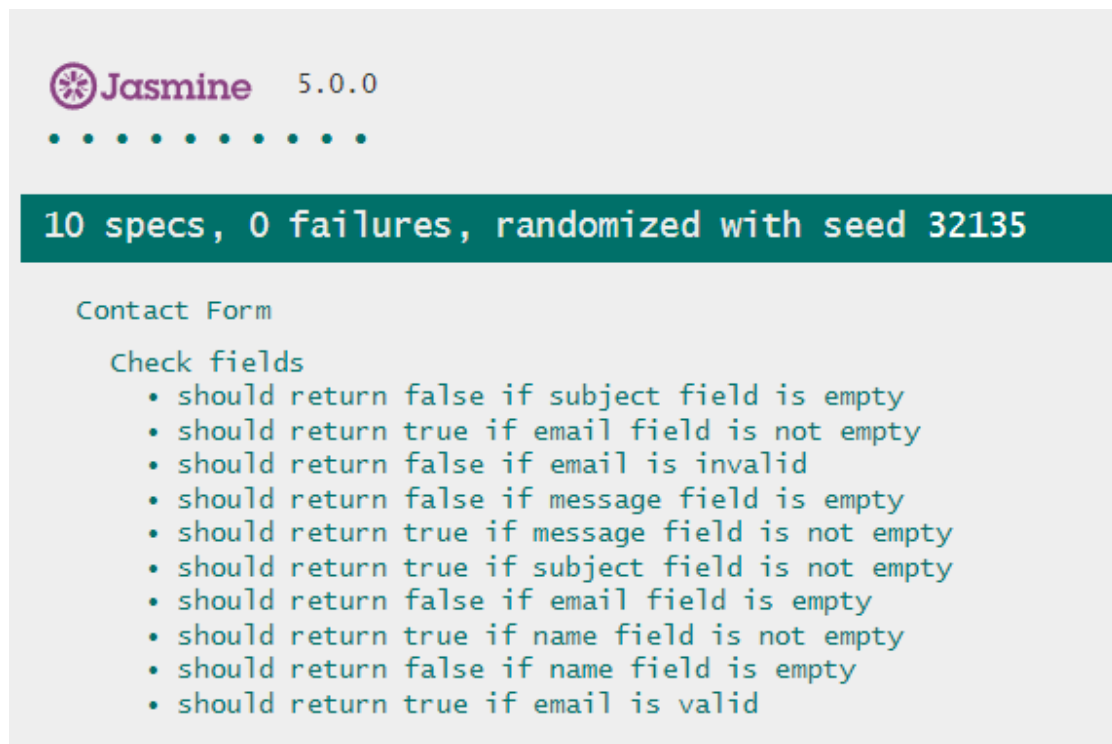 Jasmine 5.0.0
• • • • • • • • • •
10 specs, 0 failures, randomized with seed 32135
Contact Form
Check fields
• should return false if subject field is empty
• should return true if email field is not empty
• should return false if email is invalid
• should return false if message field is empty
• should return true if message field is not empty
• should return true if subject field is not empty
• should return false if email field is empty
• should return true if name field is not empty
• should return false if name field is empty
• should return true if email is valid